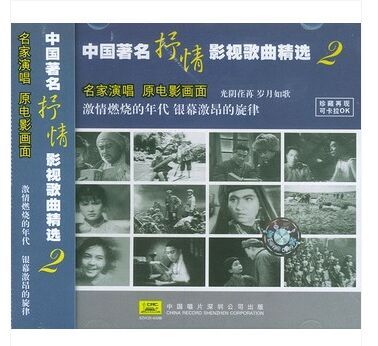 中国著名抒情影视歌曲精选 2
名家演唱 原电影画面
光阴荏苒 岁月如歌
激情燃烧的年代 银幕激昂的旋律
珍藏再现
可卡拉OK
CRC
中国唱片深圳公司出版
CHINA RECORD SHENZHEN COMPANY
名家演唱 原电影画面
中国著名抒情影视歌曲精选 2
激情燃烧的年代 银幕激昂的旋律